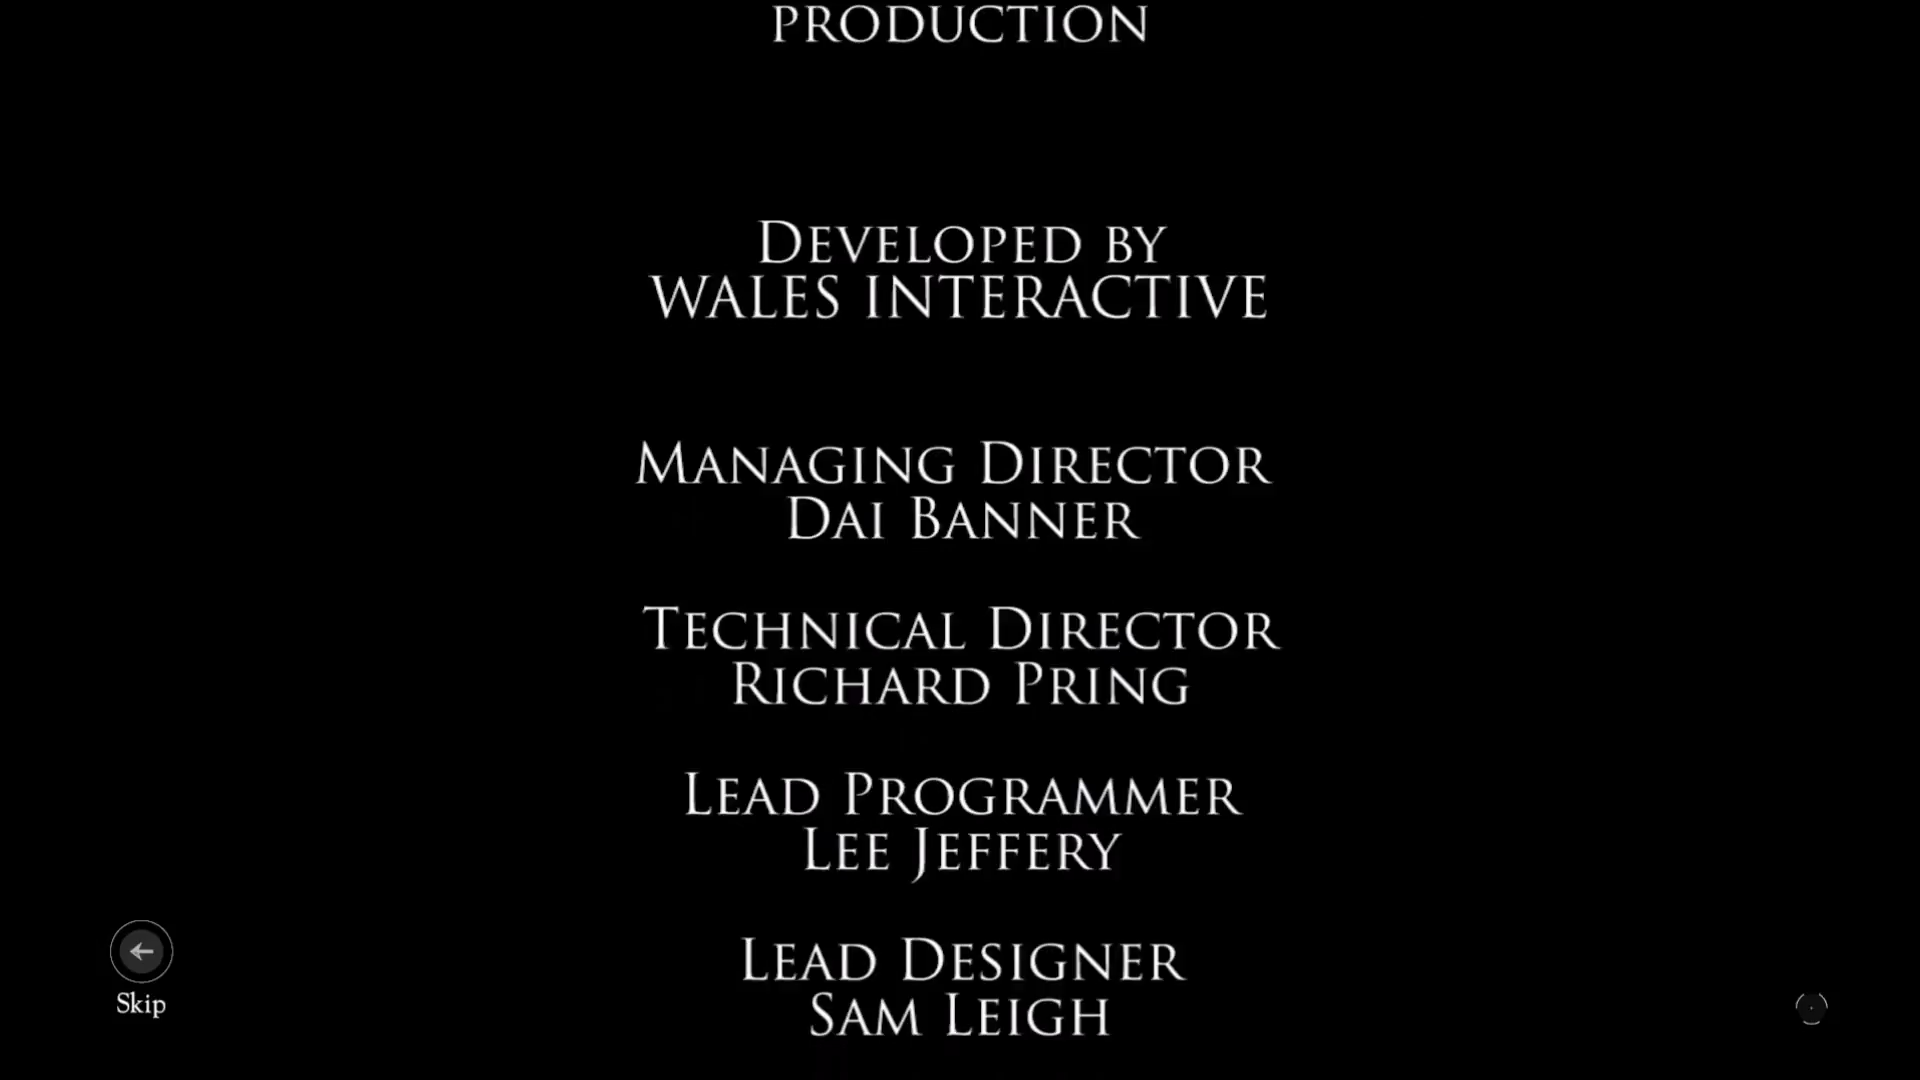 PRODUCTION
DEVELOPED BY
WALES INTERACTIVE
MANAGING DIRECTOR
DAI BANNER
TECHNICAL DIRECTOR
RICHARD PRING
LEAD PROGRAMMER
LEE JEFFERY
LEAD DESIGNER
SAM LEIGH
Skip